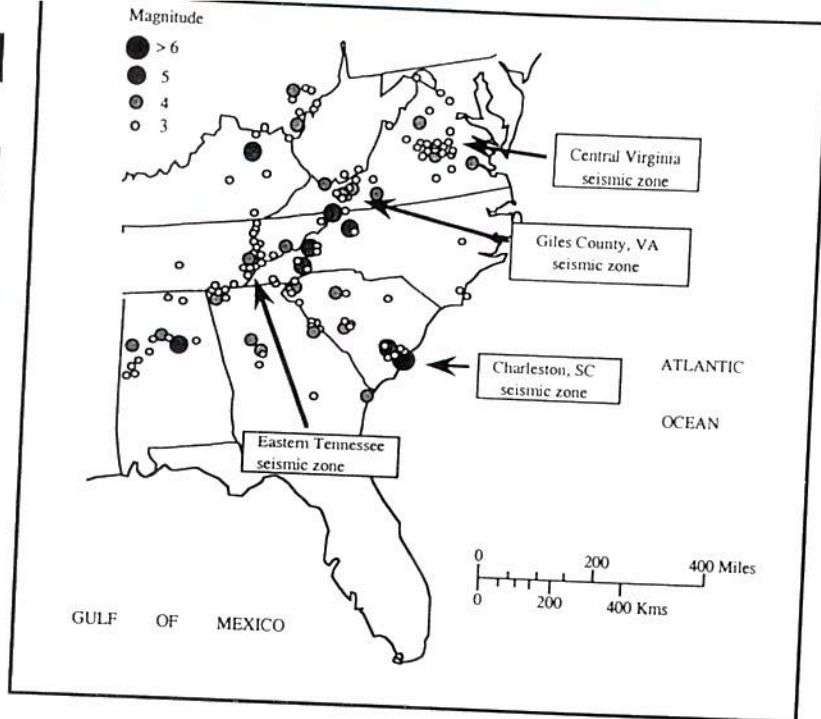 Magnitude
> 6
5
4
3
Central Virginia
seismic zone
Giles County, VA
seismic zone
Charleston, SC
seismic zone
ATLANTIC
OCEAN
Eastern Tennessee
seismic zone
0 200 400 Miles
0 200 400 Kms
GULF OF MEXICO